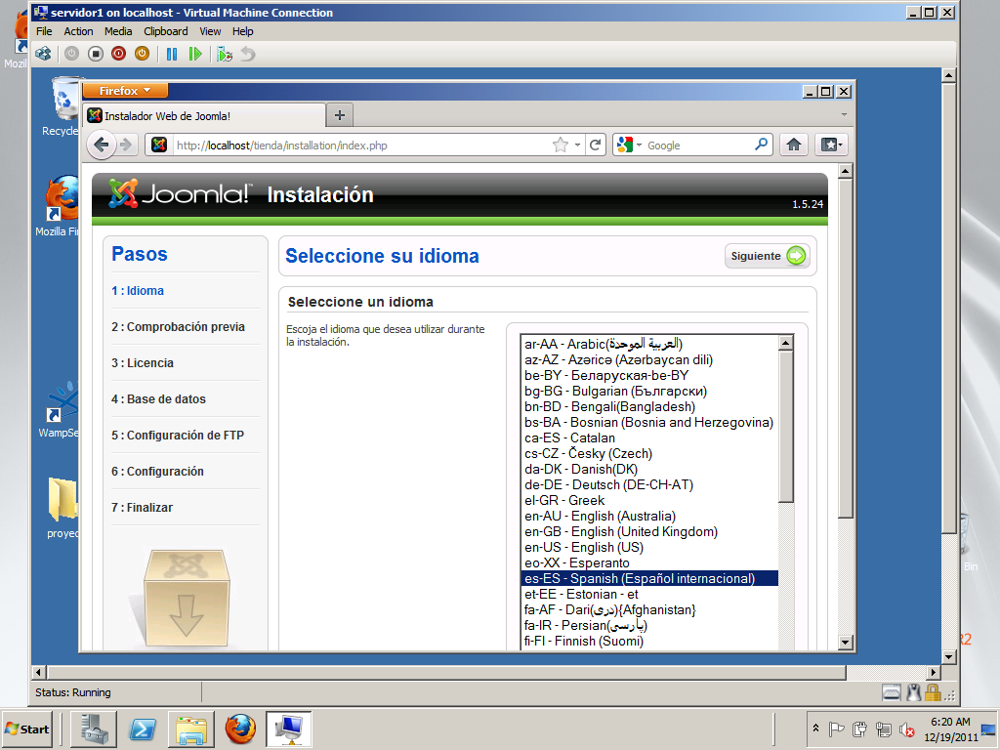 servidor1 on localhost - Virtual Machine Connection
File Action Media Clipboard View Help
Mozil
Recycle
Mozilla Fir
WampSe
proyec
Firefox
Instalador Web de Joomla!
http://localhost/tienda/installation/index.php
Google
Joomla!™ Instalación
1.5.24
Pasos
1 : Idioma
2 : Comprobación previa
3 : Licencia
4 : Base de datos
5 : Configuración de FTP
6 : Configuración
7 : Finalizar
Seleccione su idioma
Siguiente
Seleccione un idioma
Escoja el idioma que desea utilizar durante
la instalación.
ar-AA - Arabic(العربية الموحدة)
az-AZ - Azəricə (Azərbaycan dili)
be-BY - Беларуская-be-BY
bg-BG - Bulgarian (Български)
bn-BD - Bengali(Bangladesh)
bs-BA - Bosnian (Bosnia and Herzegovina)
ca-ES - Catalan
cs-CZ - Česky (Czech)
da-DK - Danish(DK)
de-DE - Deutsch (DE-CH-AT)
el-GR - Greek
en-AU - English (Australia)
en-GB - English (United Kingdom)
en-US - English (US)
eo-XX - Esperanto
es-ES - Spanish (Español internacional)
et-EE - Estonian - et
fa-AF - Dari(دری){Afghanistan}
fa-IR - Persian(پارسی)
fi-FI - Finnish (Suomi)
Bin
R2
Status: Running
Start
6:20 AM
12/19/2011